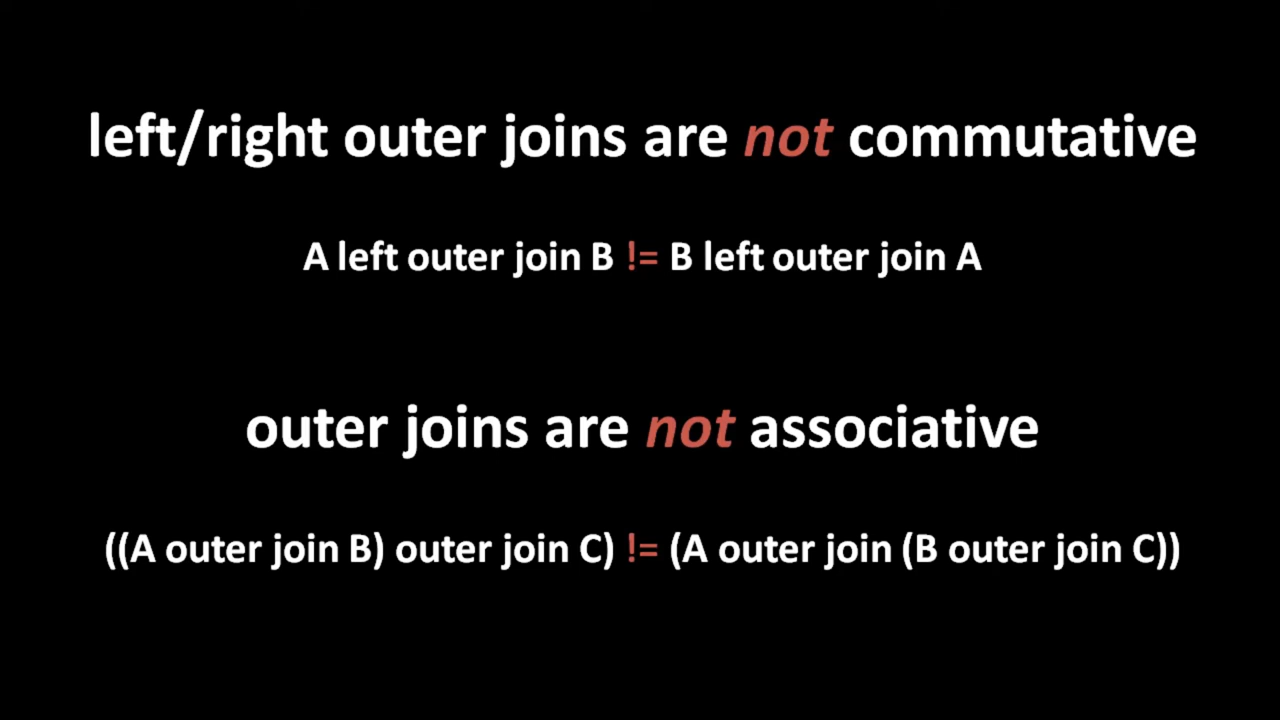 left/right outer joins are not commutative
A left outer join B != B left outer join A
outer joins are not associative
((A outer join B) outer join C) != (A outer join (B outer join C))